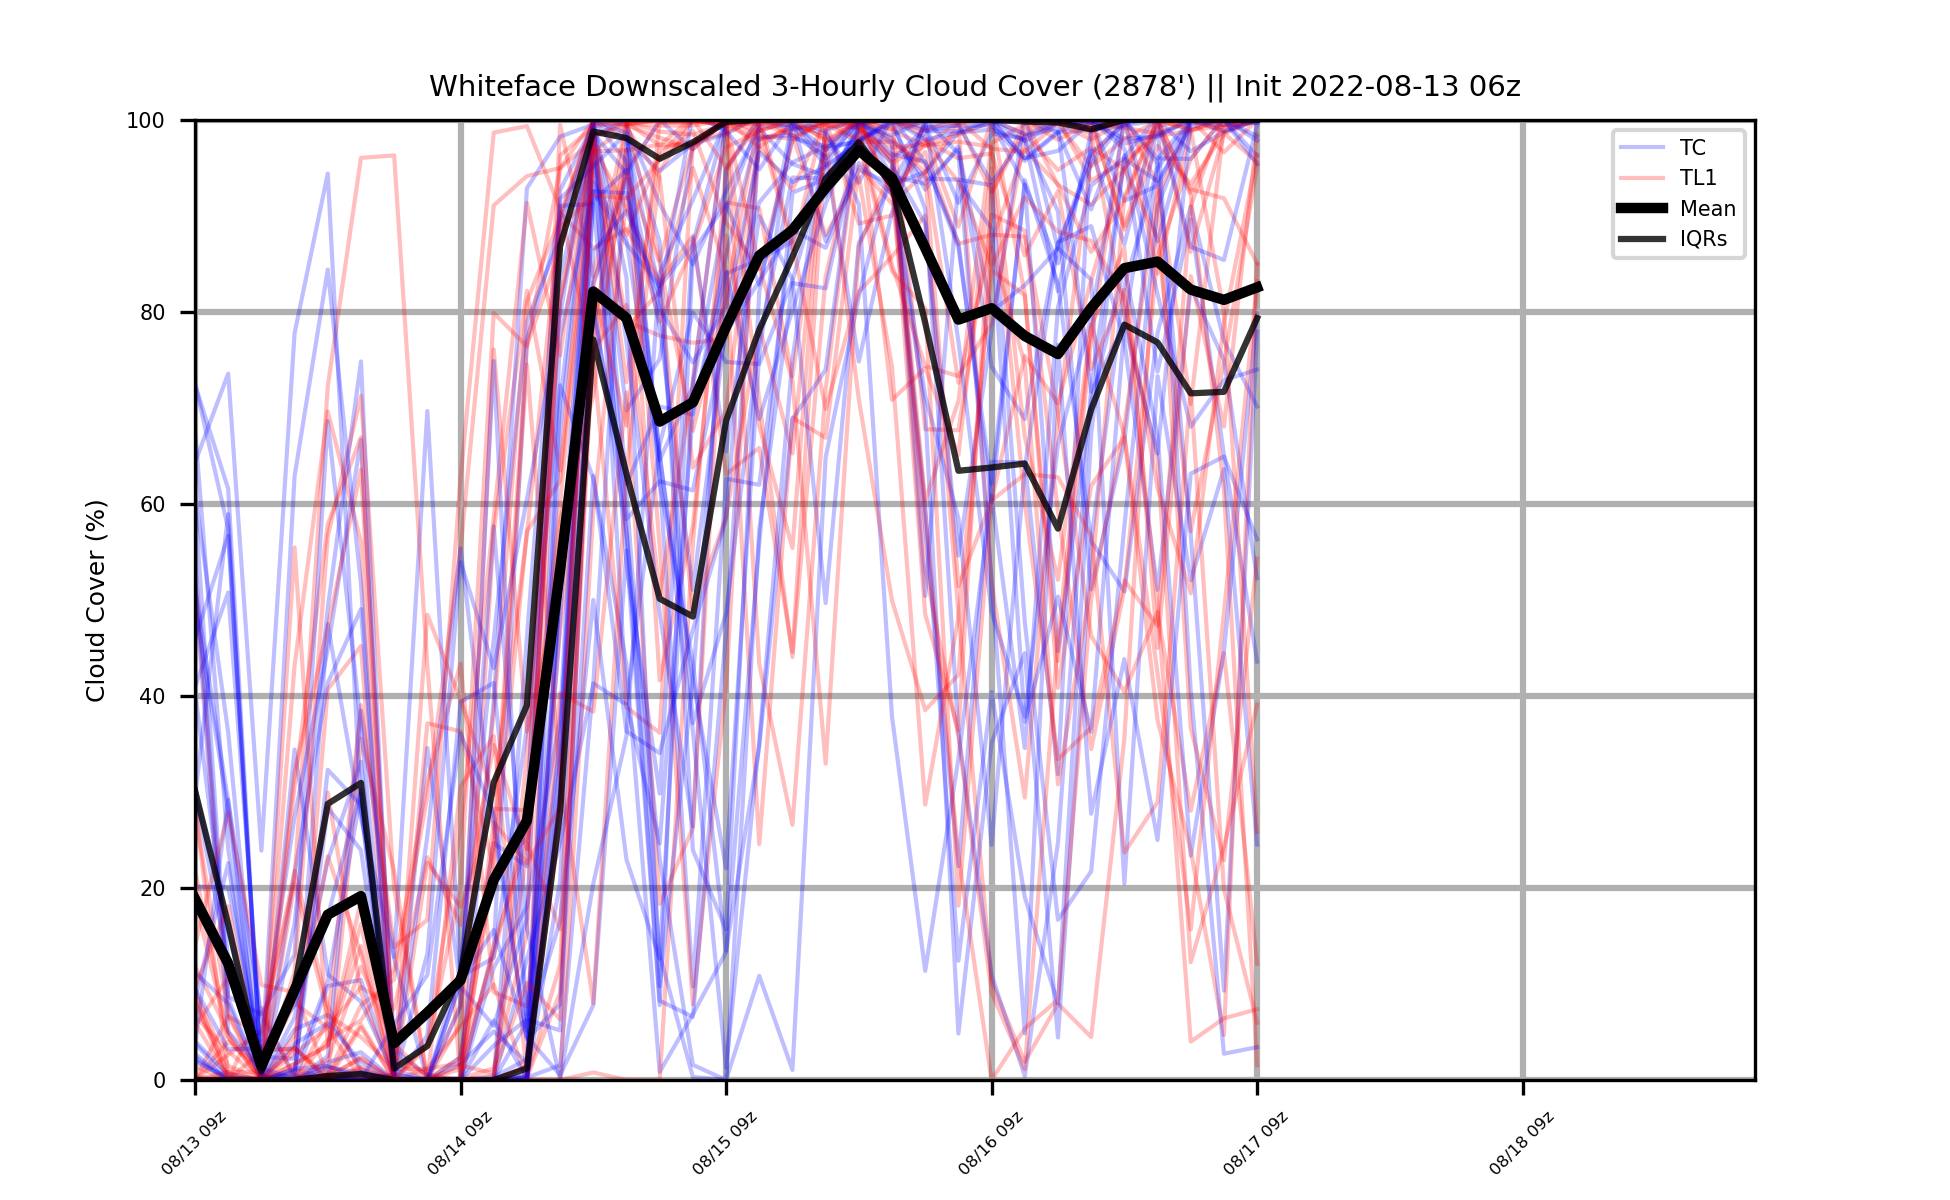 Whiteface Downscaled 3-Hourly Cloud Cover (2878') || Init 2022-08-13 06z
Cloud Cover (%)
100
80
60
40
20
0
TC
TL1
Mean
IQRs
08/13 09z
08/14 09z
08/15 09z
08/16 09z
08/17 09z
08/18 09z